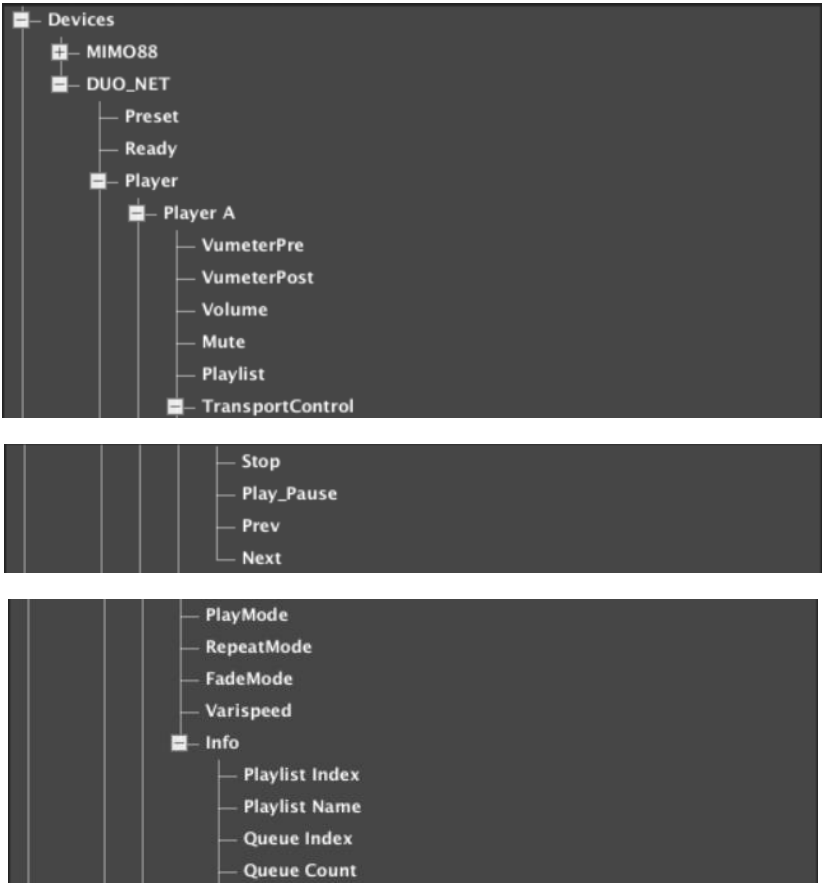 Devices
MIMO88
DUO_NET
Preset
Ready
Player
Player A
VumeterPre
VumeterPost
Volume
Mute
Playlist
TransportControl
Stop
Play_Pause
Prev
Next
PlayMode
RepeatMode
FadeMode
Varispeed
Info
Playlist Index
Playlist Name
Queue Index
Queue Count